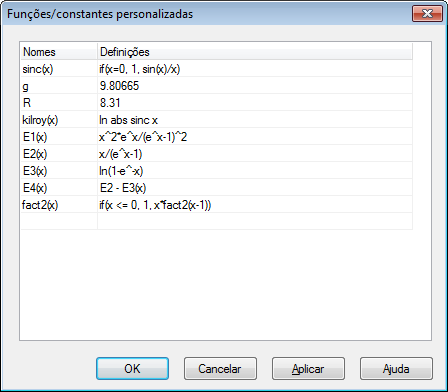 Funções/constantes personalizadas
Nomes Definições
sinc(x) if(x=0, 1, sin(x)/x)
g 9.80665
R 8.31
kilroy(x) ln abs sinc x
E1(x) x^2*e^x/(e^x-1)^2
E2(x) x/(e^x-1)
E3(x) ln(1-e^-x)
E4(x) E2 - E3(x)
fact2(x) if(x <= 0, 1, x*fact2(x-1))
OK Cancelar Aplicar Ajuda